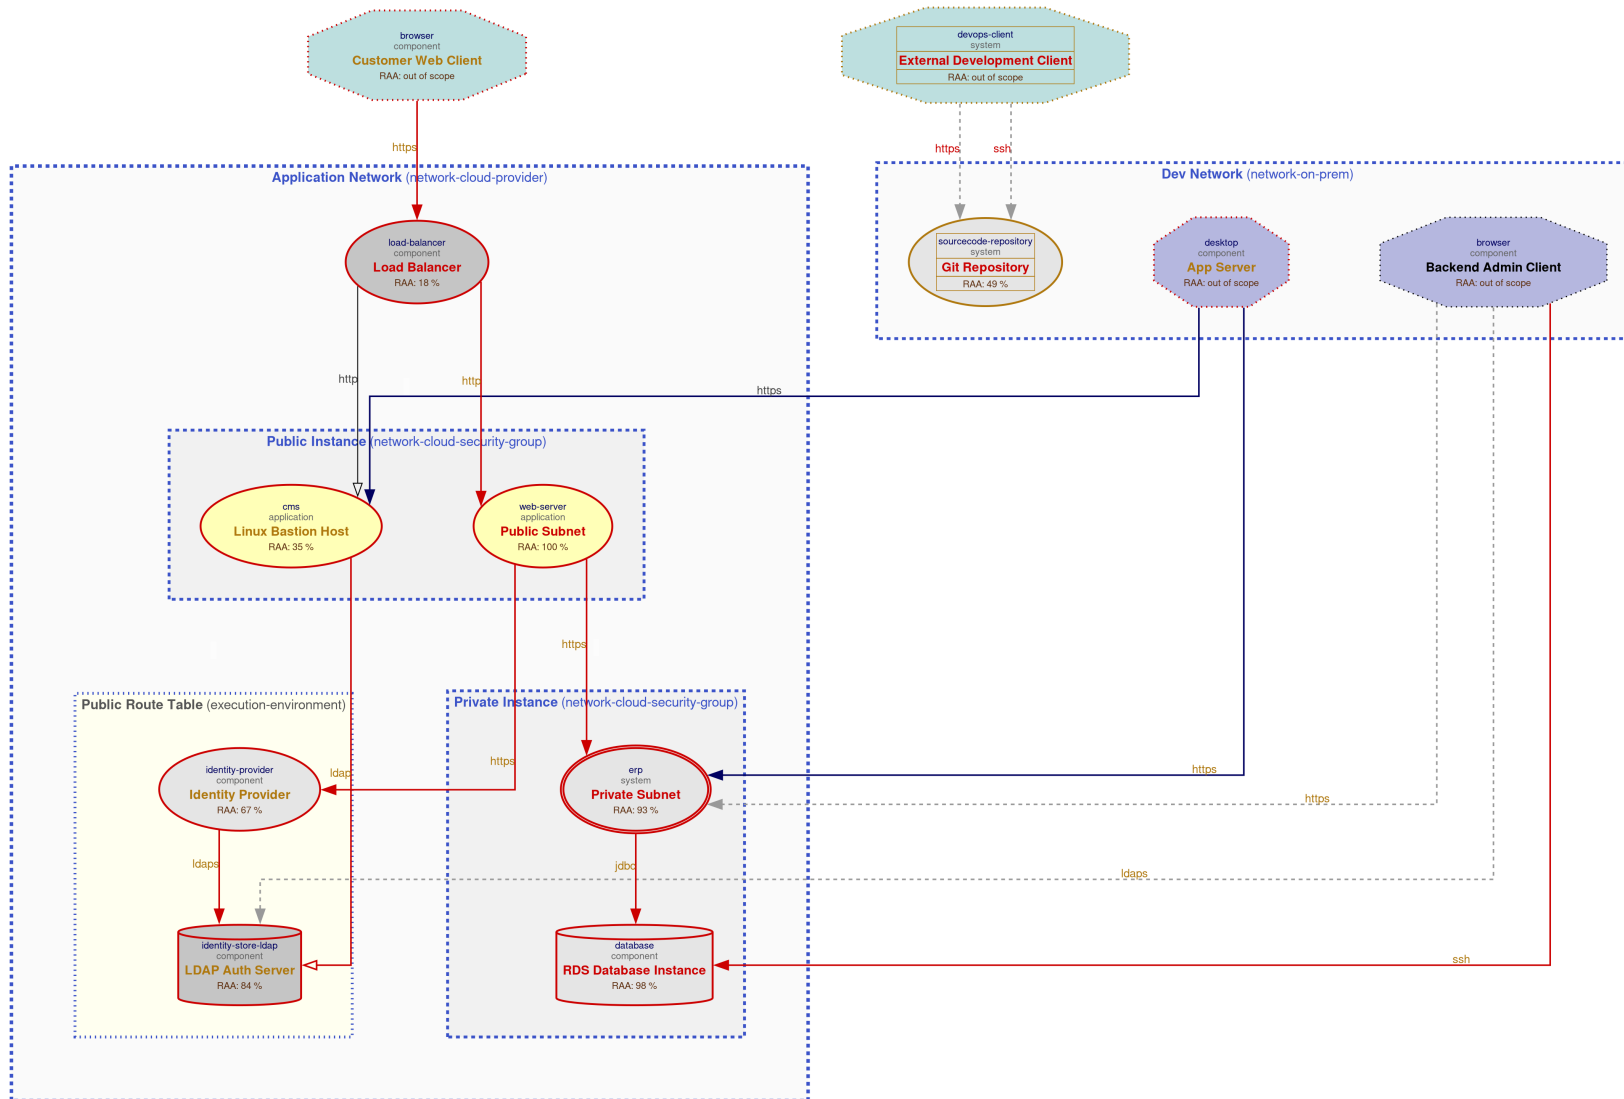 browser
component
Customer Web Client
RAA: out of scope
devops-client
system
External Development Client
RAA: out of scope
https
https
ssh
Application Network (network-cloud-provider)
Dev Network (network-on-prem)
load-balancer
component
Load Balancer
RAA: 18 %
sourcecode-repository
system
Git Repository
RAA: 49 %
desktop
component
App Server
RAA: out of scope
browser
component
Backend Admin Client
RAA: out of scope
http
http
https
Public Instance (network-cloud-security-group)
cms
application
Linux Bastion Host
RAA: 35 %
web-server
application
Public Subnet
RAA: 100 %
https
Public Route Table (execution-environment)
Private Instance (network-cloud-security-group)
https
ldap
identity-provider
component
Identity Provider
RAA: 67 %
erp
system
Private Subnet
RAA: 93 %
https
https
ldaps
jdbc
ldaps
identity-store-ldap
component
LDAP Auth Server
RAA: 84 %
database
component
RDS Database Instance
RAA: 98 %
ssh